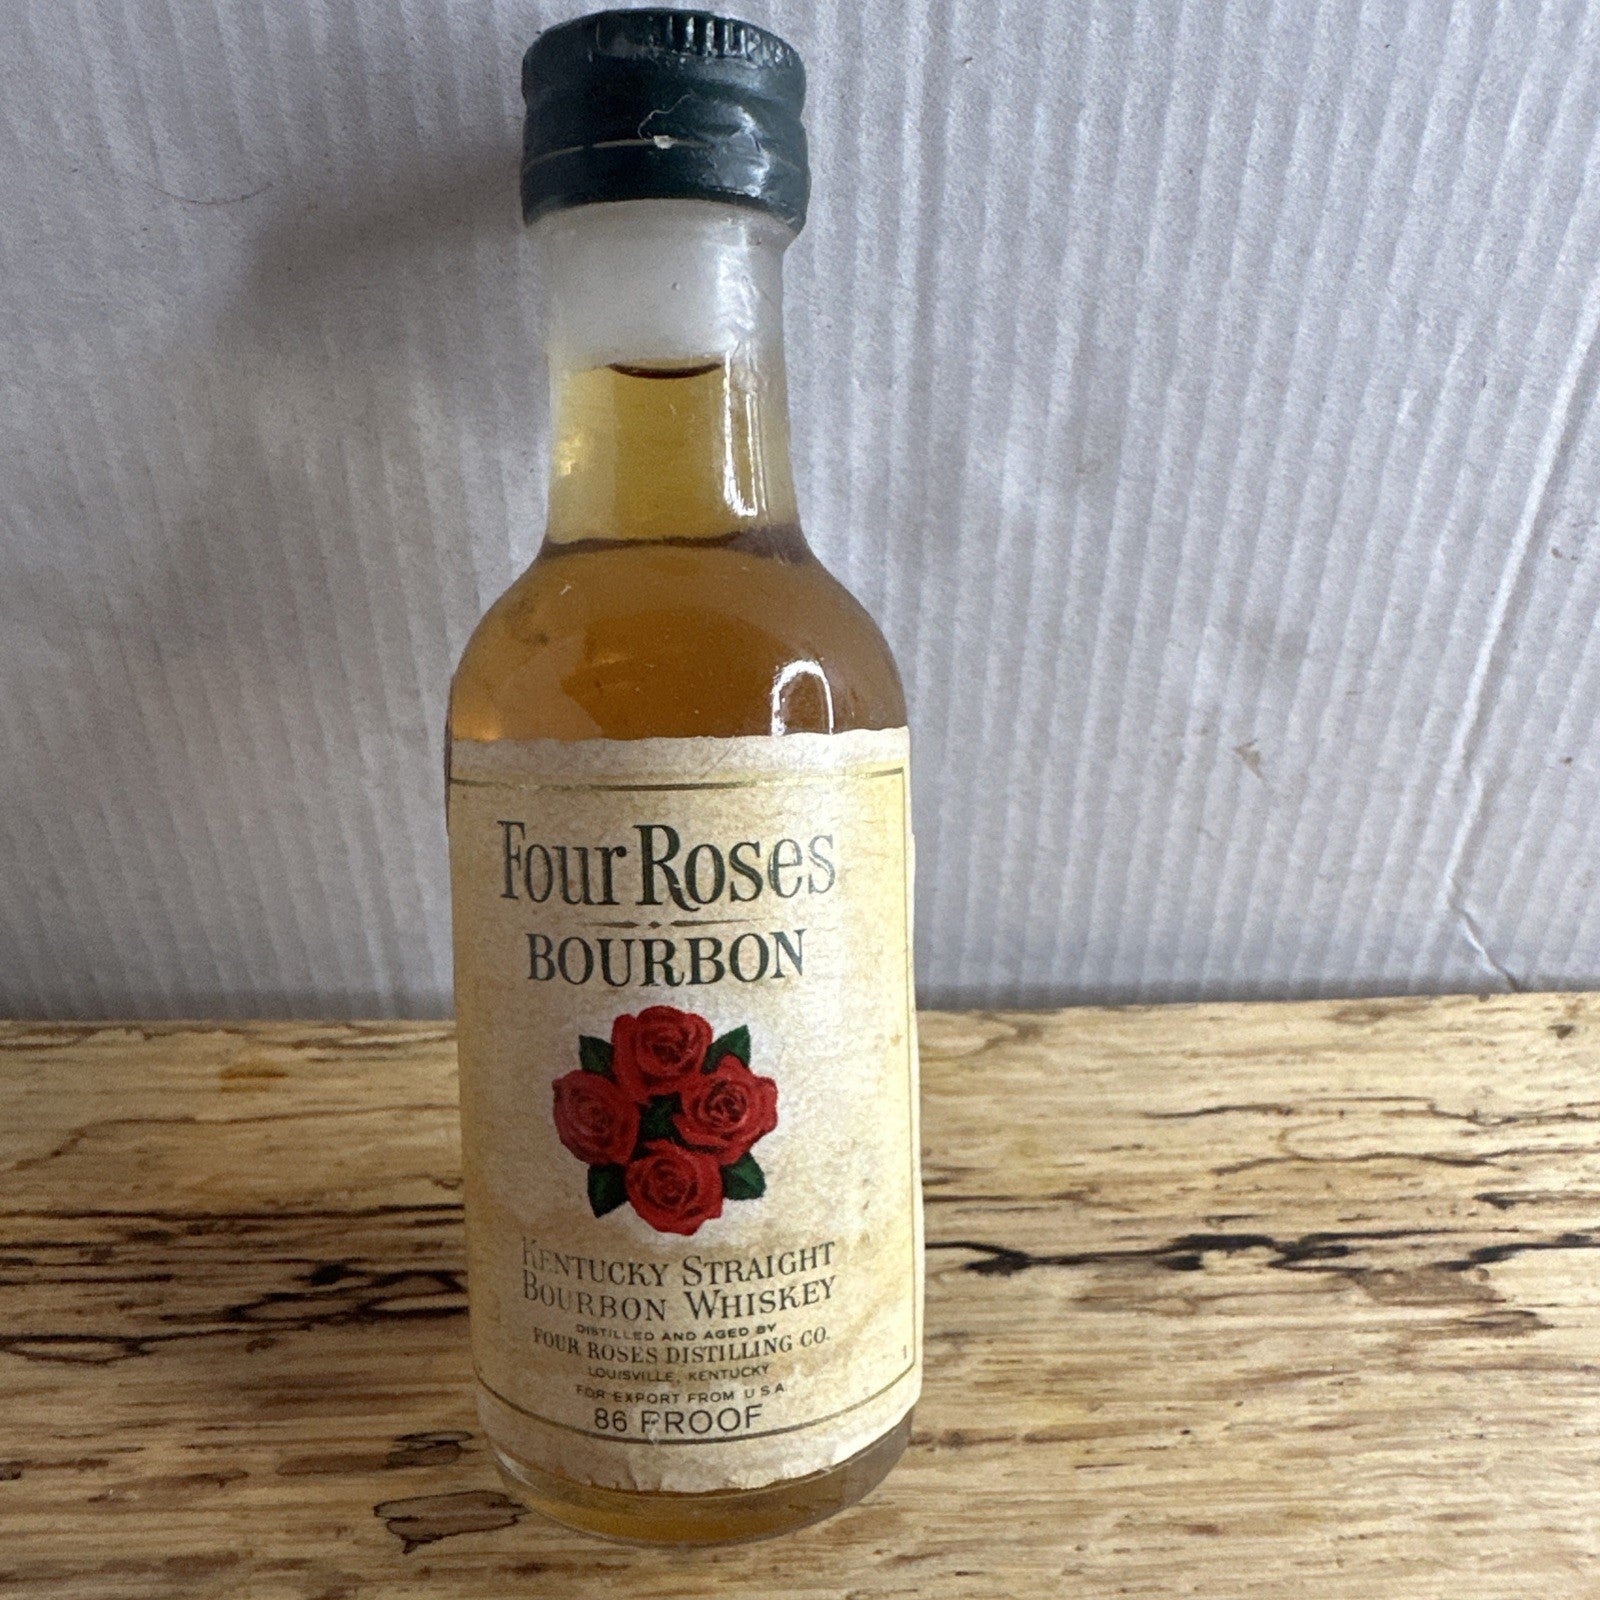 Four Roses
BOURBON
KENTUCKY STRAIGHT
BOURBON WHISKEY
DISTILLED AND AGED BY
FOUR ROSES DISTILLING CO.
LOUISVILLE, KENTUCKY
FOR EXPORT FROM U S A
86 PROOF